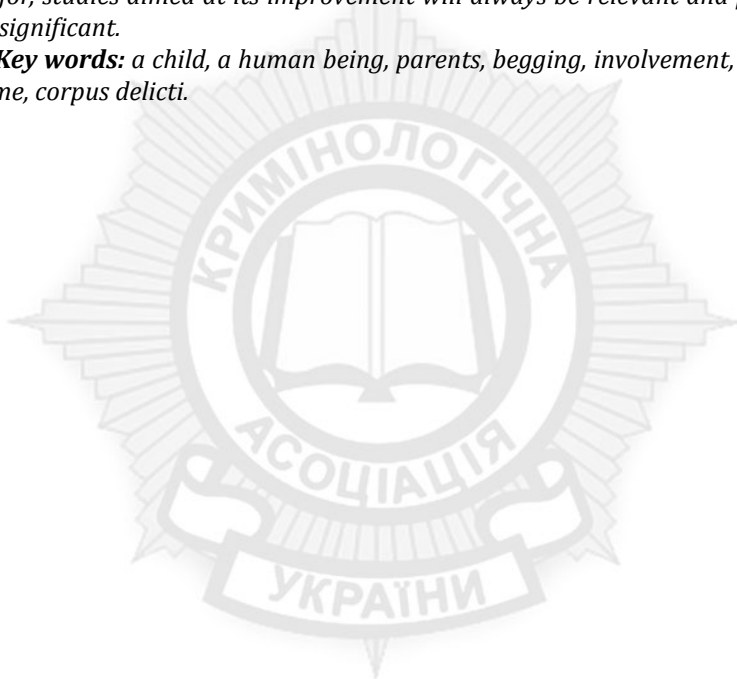 for, studies aimed at its improvement will always be relevant and
significant.
Key words: a child, a human being, parents, begging, involvement,
me, corpus delicti.
КРИМІНОЛОГІЧНА
АСОЦІАЦІЯ
УКРАЇНИ